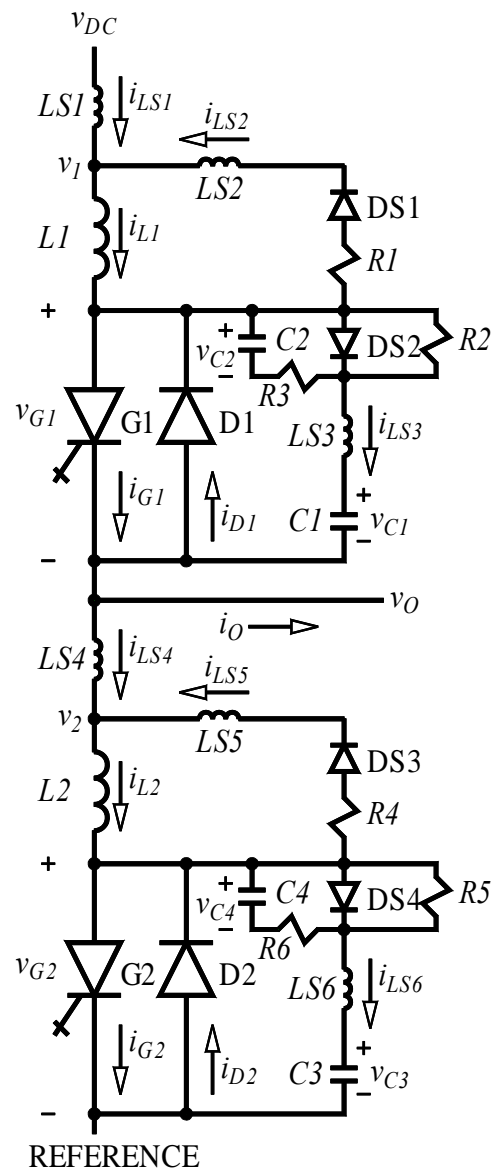 v_DC
LS1
i_LS1
i_LS2
v_1
LS2
DS1
L1
i_L1
R1
+
+
C2
v_C2
−
DS2
R2
R3
v_G1
G1
D1
LS3
i_LS3
i_G1
i_D1
C1
+
v_C1
−
−
v_O
i_O
LS4
i_LS4
i_LS5
v_2
LS5
DS3
L2
i_L2
R4
+
+
C4
v_C4
−
DS4
R5
R6
v_G2
G2
D2
LS6
i_LS6
i_G2
i_D2
C3
+
v_C3
−
−
REFERENCE